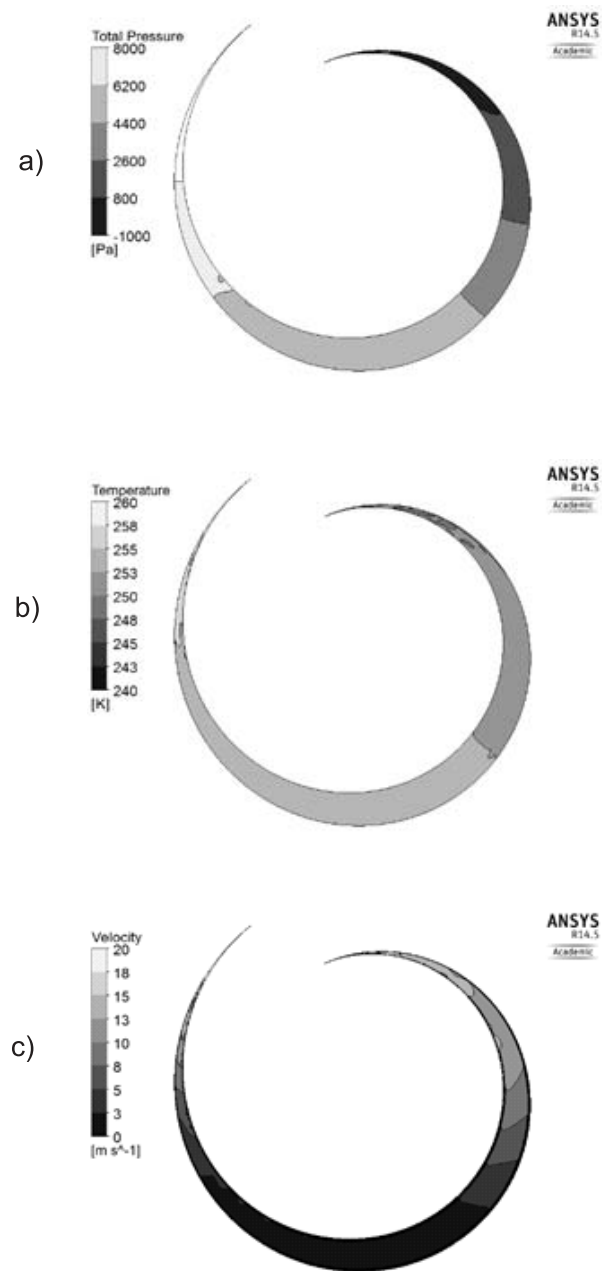 a)
Total Pressure
8000
6200
4400
2600
800
-1000
[Pa]
ANSYS
R14.5
Academic
b)
Temperature
260
258
255
253
250
248
245
243
240
[K]
ANSYS
R14.5
Academic
c)
Velocity
20
18
15
13
10
8
5
3
0
[m s^-1]
ANSYS
R14.5
Academic